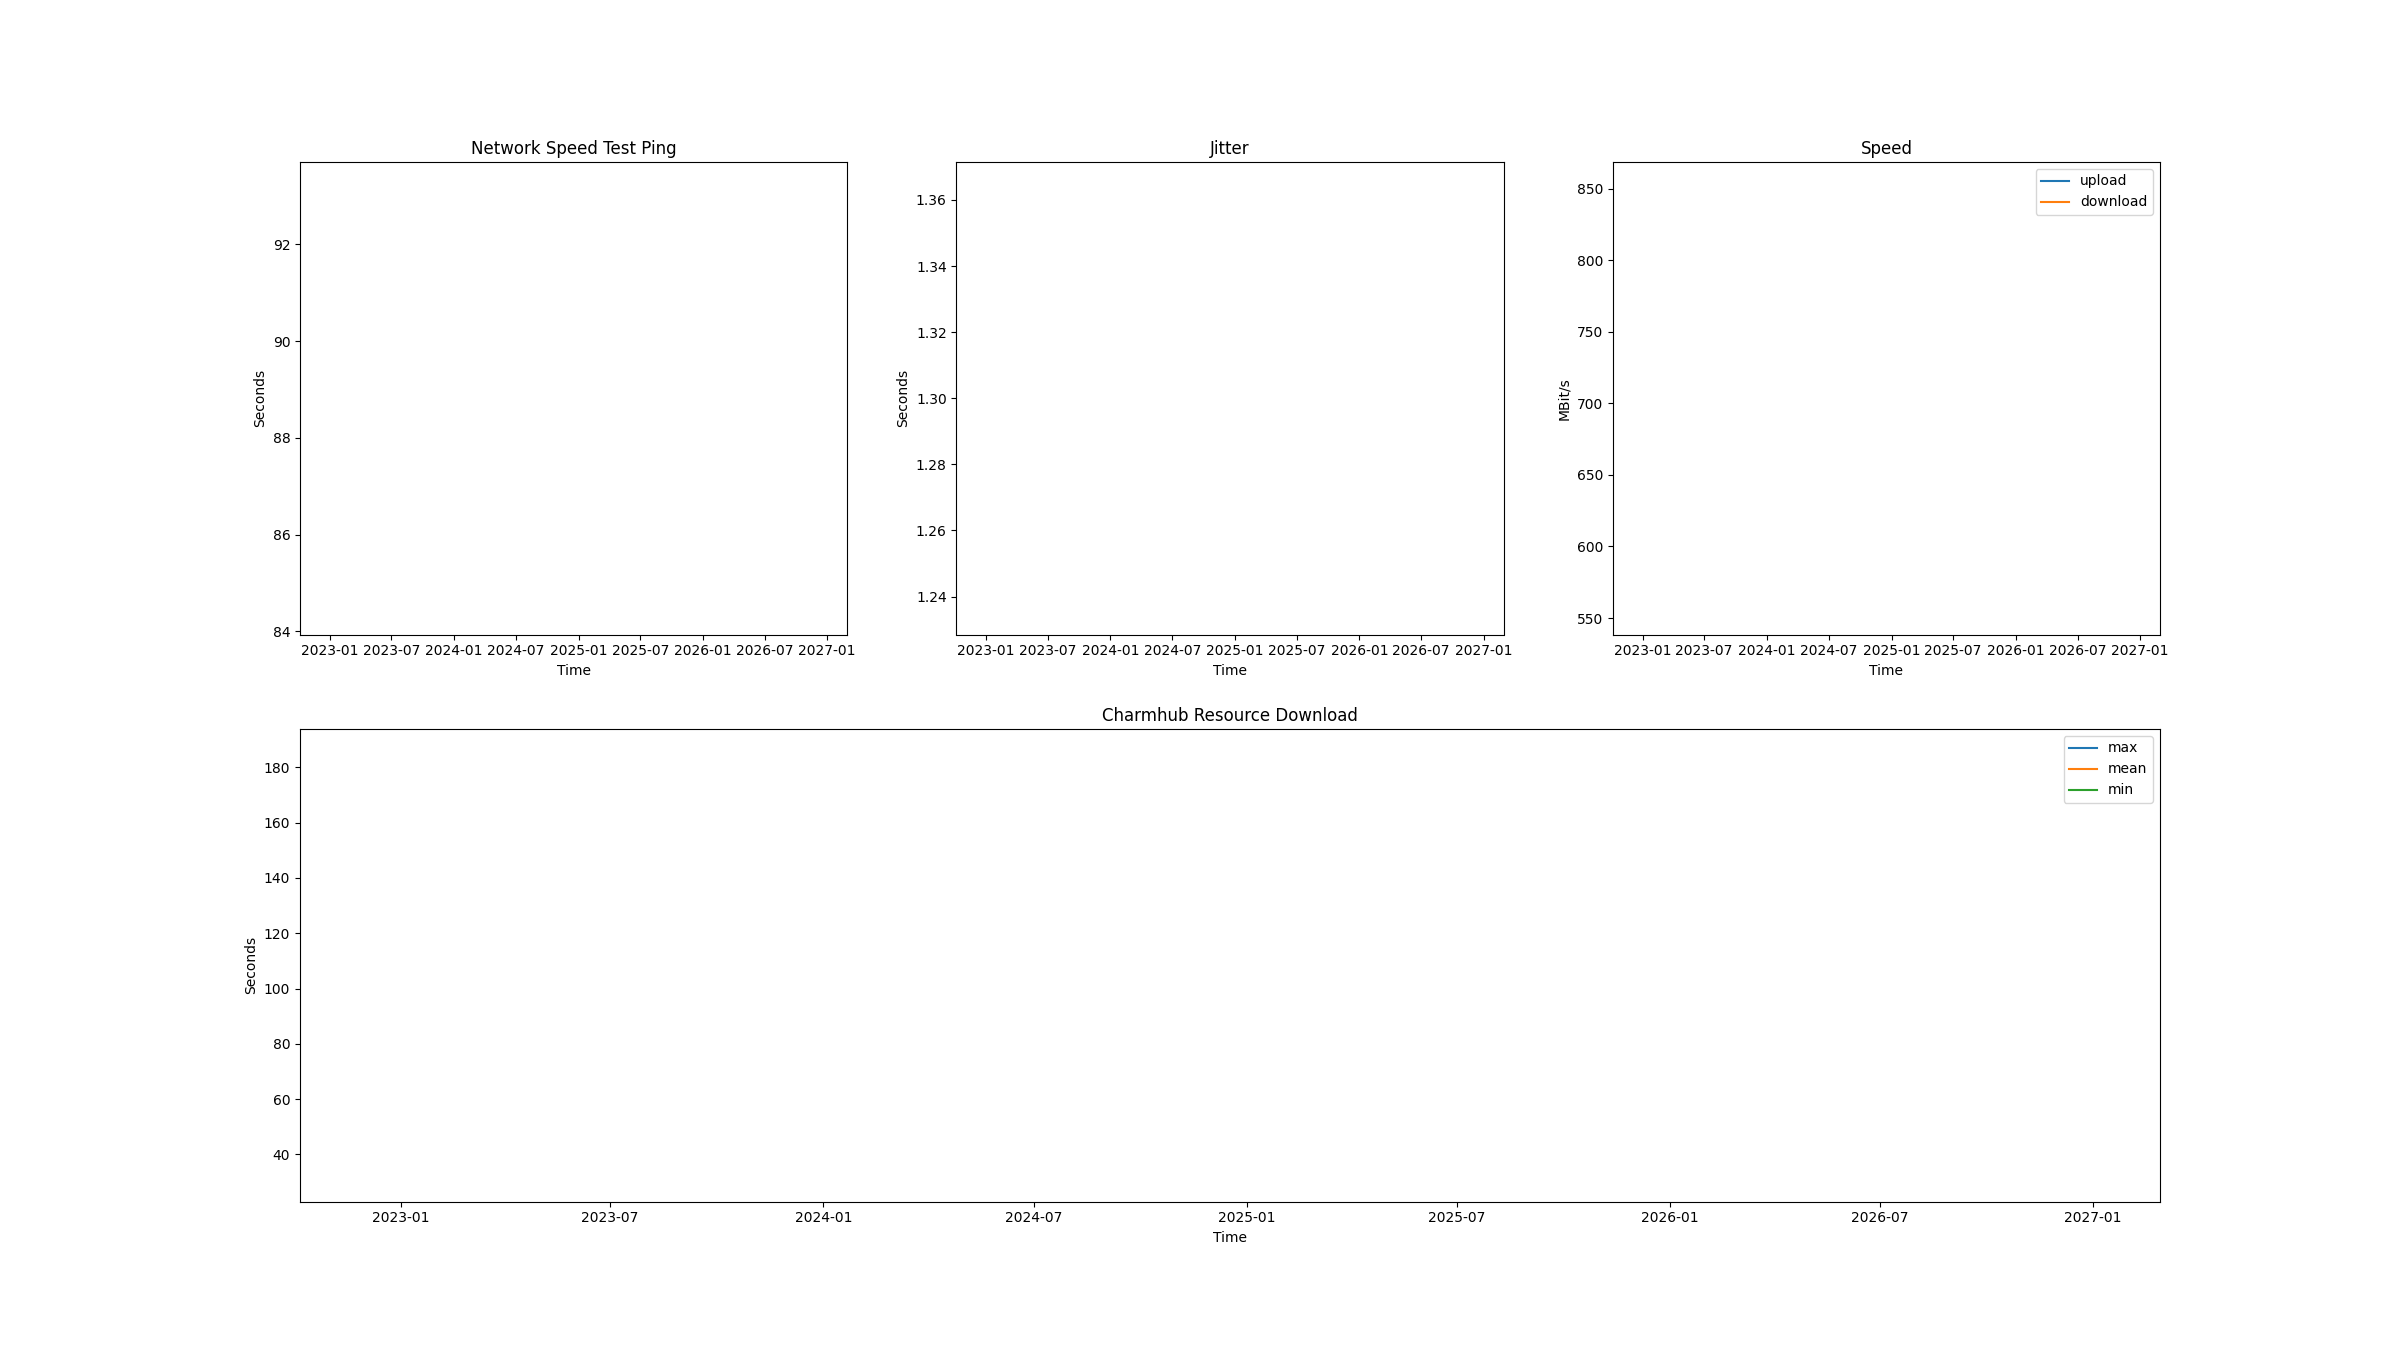 Network Speed Test Ping
92
90
88
86
84
Seconds
2023-01 2023-07 2024-01 2024-07 2025-01 2025-07 2026-01 2026-07 2027-01
Time
Jitter
1.36
1.34
1.32
1.30
1.28
1.26
1.24
Seconds
2023-01 2023-07 2024-01 2024-07 2025-01 2025-07 2026-01 2026-07 2027-01
Time
Speed
upload
download
850
800
750
700
650
600
550
MBit/s
2023-01 2023-07 2024-01 2024-07 2025-01 2025-07 2026-01 2026-07 2027-01
Time
Charmhub Resource Download
max
mean
min
180
160
140
120
100
80
60
40
Seconds
2023-01 2023-07 2024-01 2024-07 2025-01 2025-07 2026-01 2026-07 2027-01
Time